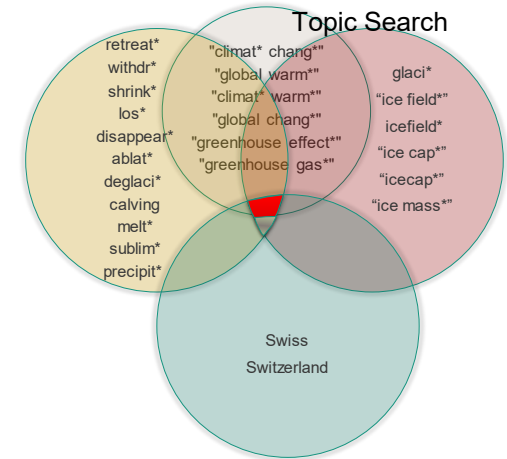 Topic Search
retreat*
withdr*
shrink*
los*
disappear*
ablat*
deglaci*
calving
melt*
sublim*
precipit*
"climat* chang*"
"global warm*"
"climat* warm*"
"global chang*"
"greenhouse effect*"
"greenhouse gas*"
glaci*
“ice field*”
icefield*
“ice cap*”
“icecap*”
“ice mass*”
Swiss
Switzerland